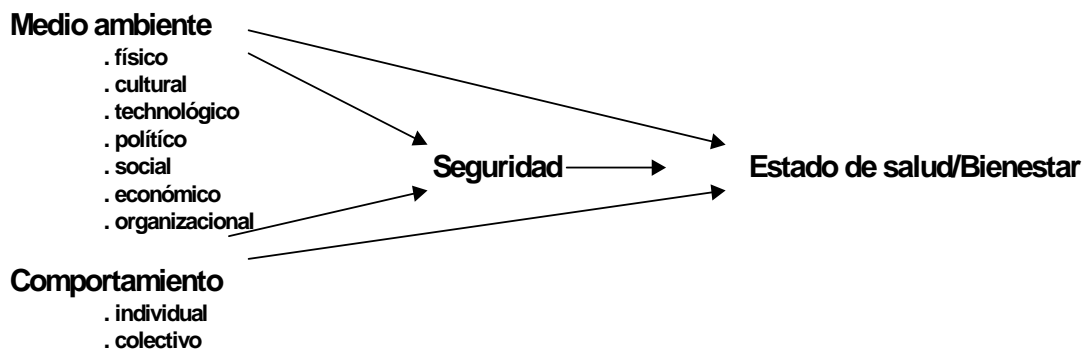 Medio ambiente
. físico
. cultural
. technológico
. polítíco
. social
. económico
. organizacional
Seguridad
Estado de salud/Bienestar
Comportamiento
. individual
. colectivo